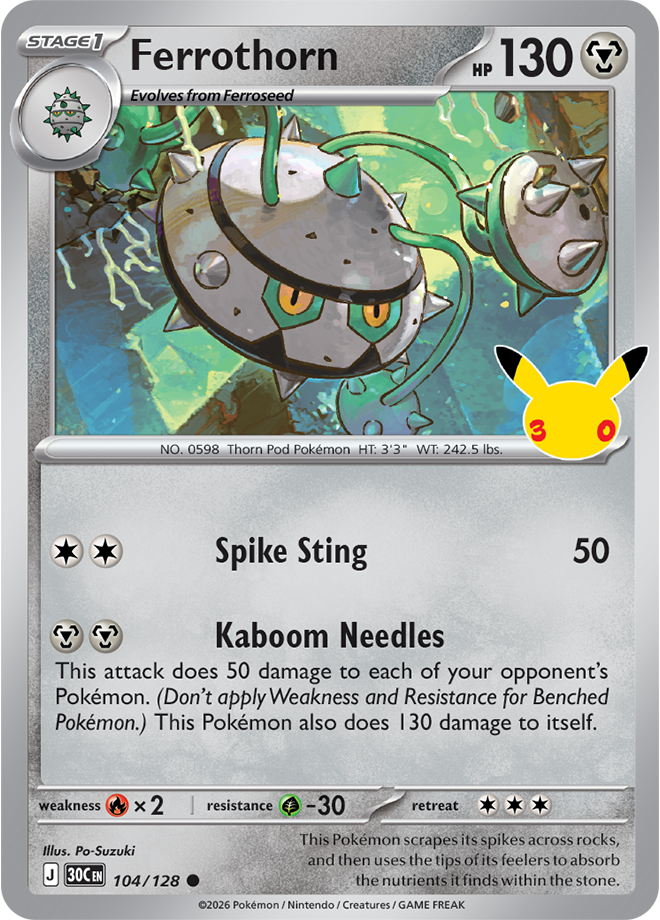 STAGE1
Ferrothorn
HP 130
Evolves from Ferroseed
30
NO. 0598 Thorn Pod Pokémon HT: 3'3" WT: 242.5 lbs.
Spike Sting 50
Kaboom Needles
This attack does 50 damage to each of your opponent's
Pokémon. (Don't apply Weakness and Resistance for Benched
Pokémon.) This Pokémon also does 130 damage to itself.
weakness ×2 resistance -30 retreat
Illus. Po-Suzuki
J 30C EN 104/128
This Pokémon scrapes its spikes across rocks,
and then uses the tips of its feelers to absorb
the nutrients it finds within the stone.
©2026 Pokémon / Nintendo / Creatures / GAME FREAK